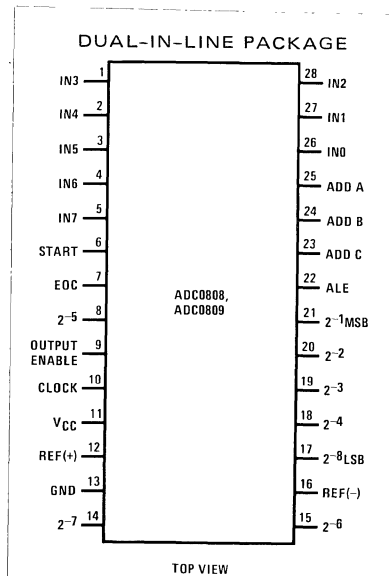 DUAL-IN-LINE PACKAGE
IN3 1
IN4 2
IN5 3
IN6 4
IN7 5
START 6
EOC 7
2⁻⁵ 8
OUTPUT ENABLE 9
CLOCK 10
VCC 11
REF(+) 12
GND 13
2⁻⁷ 14
ADC0808,
ADC0809
28 IN2
27 IN1
26 IN0
25 ADD A
24 ADD B
23 ADD C
22 ALE
21 2⁻¹MSB
20 2⁻²
19 2⁻³
18 2⁻⁴
17 2⁻⁸LSB
16 REF(−)
15 2⁻⁶
TOP VIEW